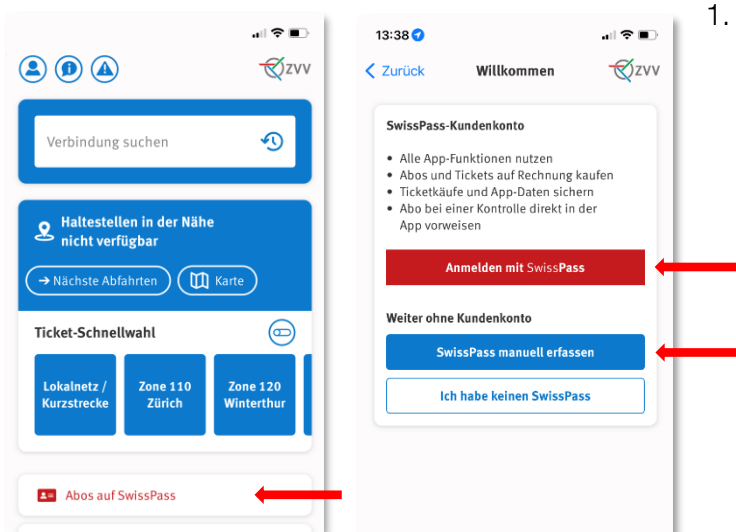 ZVV
Verbindung suchen
Haltestellen in der Nähe
nicht verfügbar
→ Nächste Abfahrten
Karte
Ticket-Schnellwahl
Lokalnetz /
Kurzstrecke
Zone 110
Zürich
Zone 120
Winterthur
Abos auf SwissPass
13:38
Zurück
Willkommen
ZVV
SwissPass-Kundenkonto
• Alle App-Funktionen nutzen
• Abos und Tickets auf Rechnung kaufen
• Ticketkäufe und App-Daten sichern
• Abo bei einer Kontrolle direkt in der
App vorweisen
Anmelden mit SwissPass
Weiter ohne Kundenkonto
SwissPass manuell erfassen
Ich habe keinen SwissPass
1.